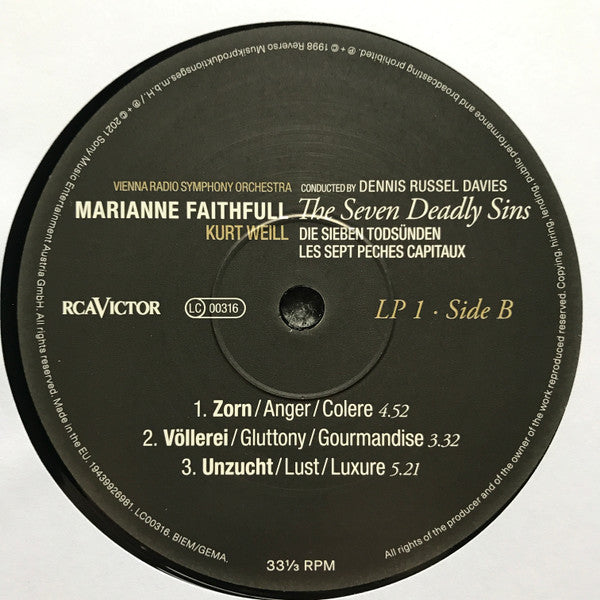 VIENNA RADIO SYMPHONY ORCHESTRA CONDUCTED BY DENNIS RUSSEL DAVIES
MARIANNE FAITHFULL The Seven Deadly Sins
KURT WEILL DIE SIEBEN TODSÜNDEN
LES SEPT PECHES CAPITAUX
RCAVICTOR LC 00316 LP 1 · Side B
1. Zorn/Anger/Colere 4.52
2. Völlerei/Gluttony/Gourmandise 3.32
3. Unzucht/Lust/Luxure 5.21
33⅓ RPM
℗ 1998 Reverso Musikproduktionsges.m.b.H. / ℗ + © 2021 Sony Music Entertainment Austria GmbH. All rights reserved. Made in the EU. 19439926981. LC00316. BIEM/GEMA.
All rights of the producer and of the owner of the work reproduced reserved. Copying, hiring, lending, public performance and broadcasting prohibited.